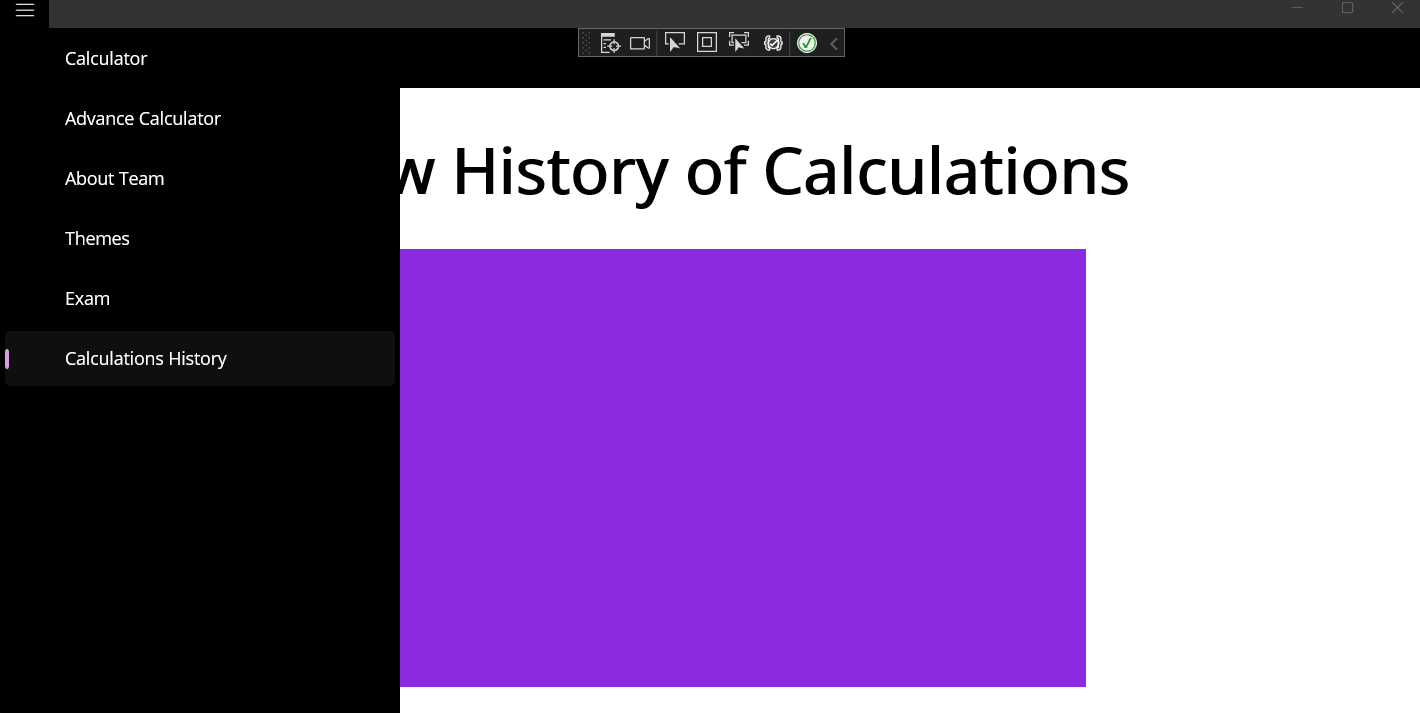 Calculator
Advance Calculator
About Team
Themes
Exam
Calculations History
w History of Calculations